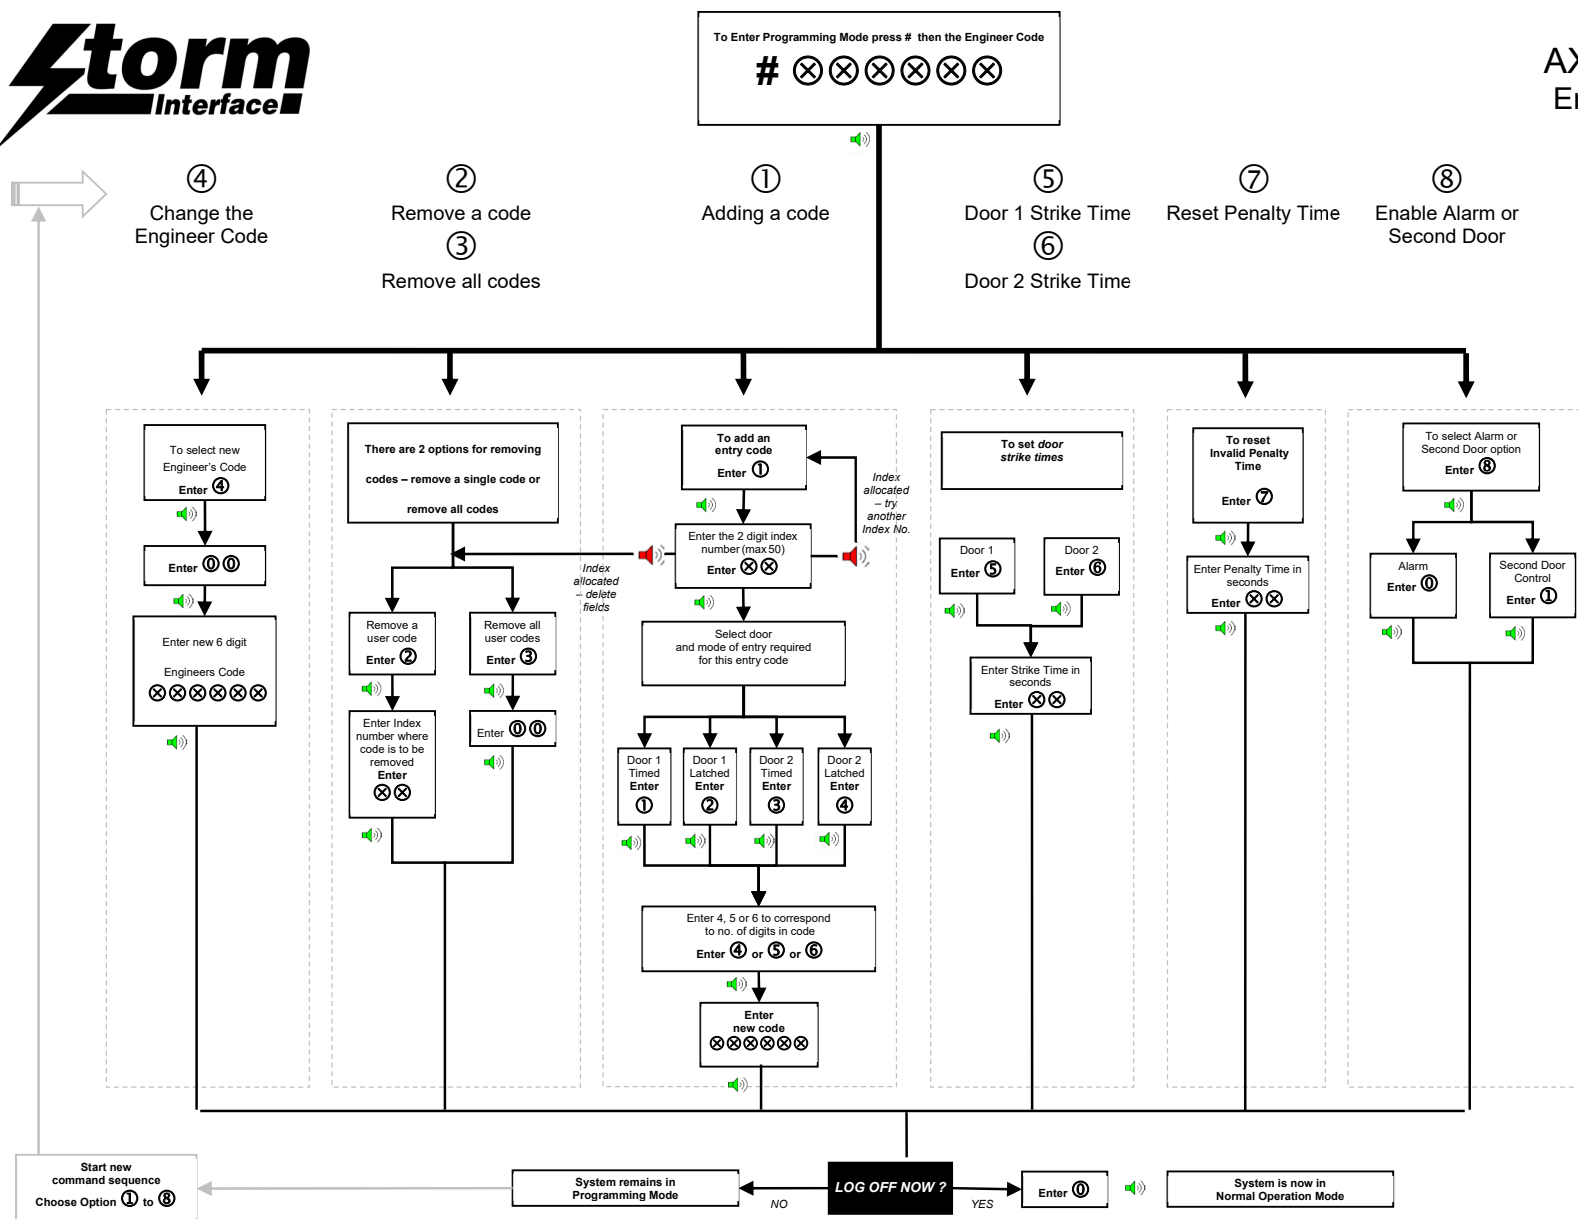 Storm
Interface
To Enter Programming Mode press # then the Engineer Code
# ⊗⊗⊗⊗⊗⊗
AX
En
④
Change the
Engineer Code
②
Remove a code
③
Remove all codes
①
Adding a code
⑤
Door 1 Strike Time
⑥
Door 2 Strike Time
⑦
Reset Penalty Time
⑧
Enable Alarm or
Second Door
To select new
Engineer's Code
Enter ④
Enter ⓪⓪
Enter new 6 digit
Engineers Code
⊗⊗⊗⊗⊗⊗
There are 2 options for removing
codes – remove a single code or
remove all codes
Remove a
user code
Enter ②
Remove all
user codes
Enter ③
Enter Index
number where
code is to be
removed
Enter
⊗⊗
Enter ⓪⓪
Index
allocated
– delete
fields
To add an
entry code
Enter ①
Index
allocated
– try
another
Index No.
Enter the 2 digit index
number (max 50)
Enter ⊗⊗
Select door
and mode of entry required
for this entry code
Door 1
Timed
Enter
①
Door 1
Latched
Enter
②
Door 2
Timed
Enter
③
Door 2
Latched
Enter
④
Enter 4, 5 or 6 to correspond
to no. of digits in code
Enter ④ or ⑤ or ⑥
Enter
new code
⊗⊗⊗⊗⊗⊗
To set door
strike times
Door 1
Enter ⑤
Door 2
Enter ⑥
Enter Strike Time in
seconds
Enter ⊗⊗
To reset
Invalid Penalty
Time
Enter ⑦
Enter Penalty Time in
seconds
Enter ⊗⊗
To select Alarm or
Second Door option
Enter ⑧
Alarm
Enter ⓪
Second Door
Control
Enter ①
Start new
command sequence
Choose Option ① to ⑧
System remains in
Programming Mode
NO
LOG OFF NOW ?
YES
Enter ⓪
System is now in
Normal Operation Mode